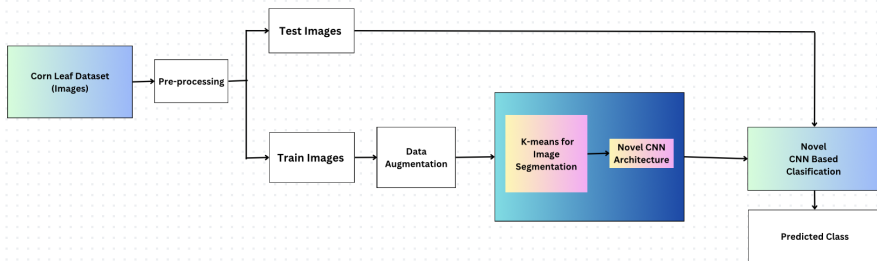 Test Images
Corn Leaf Dataset
(Images)
Pre-processing
Train Images
Data
Augmentation
K-means for
Image
Segmentation
Novel CNN
Architecture
Novel
CNN Based
Clasification
Predicted Class